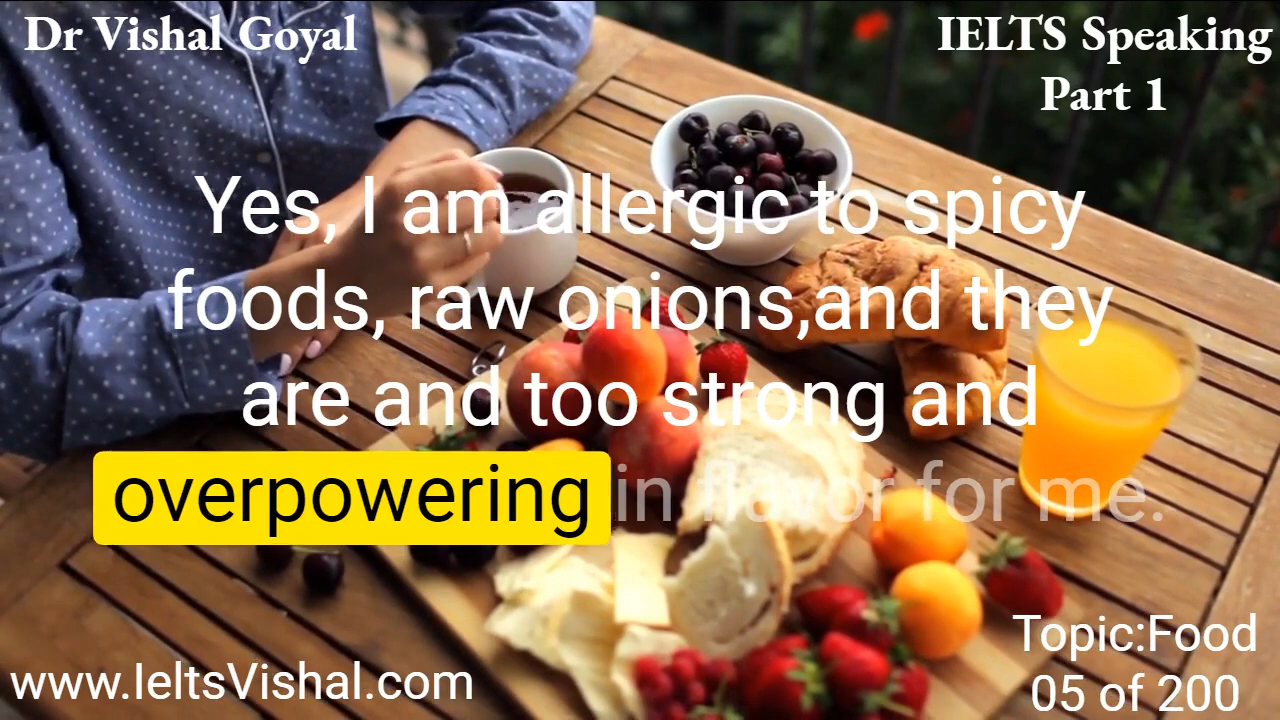 Dr Vishal Goyal
IELTS Speaking
Part 1
Yes, I am allergic to spicy
foods, raw onions,and they
are and too strong and
overpowering in flavor for me.
Topic:Food
05 of 200
www.IeltsVishal.com